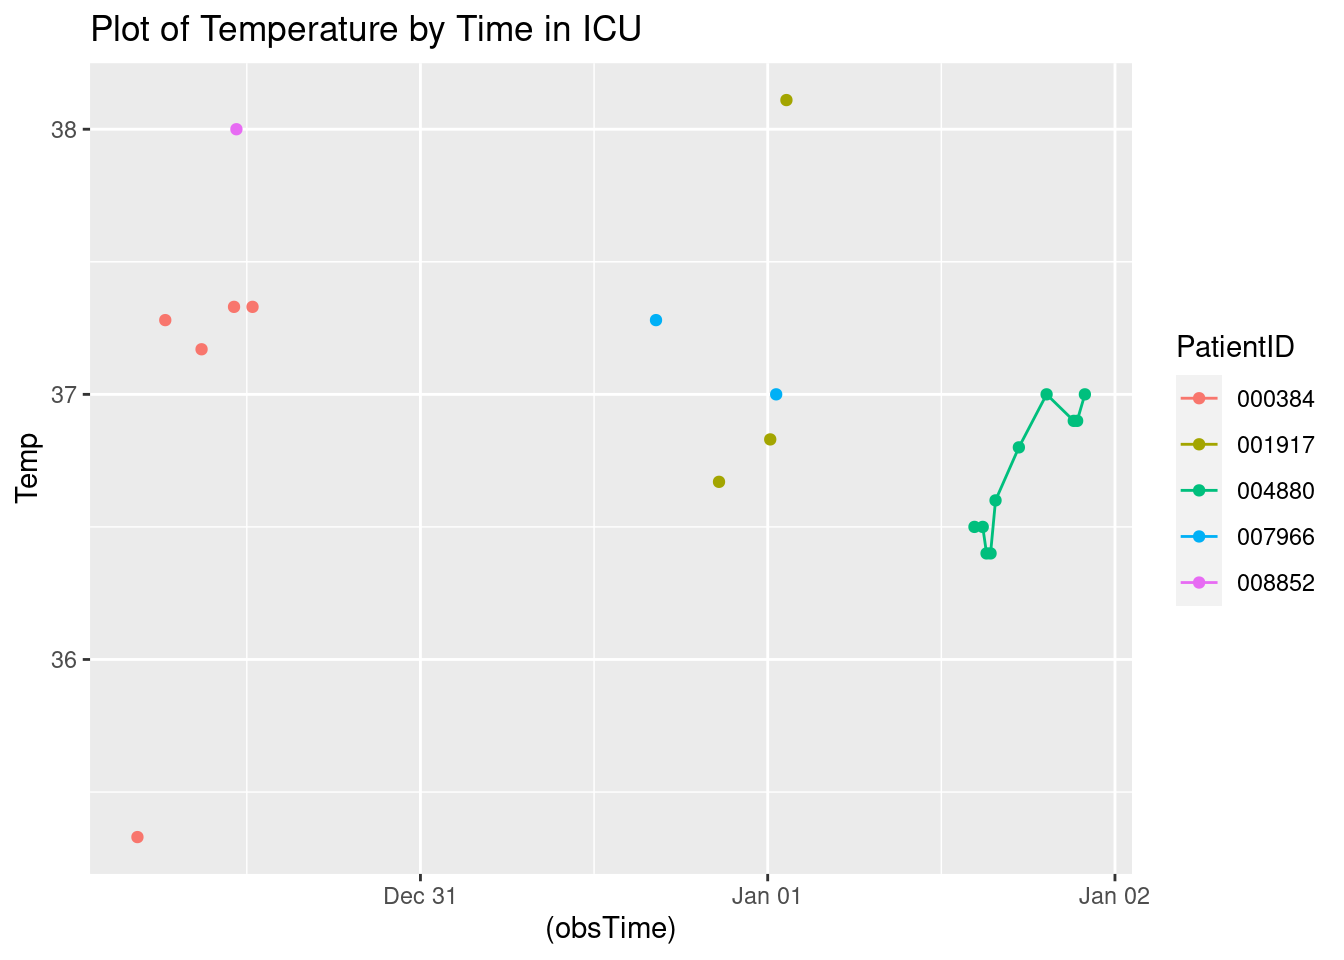 Plot of Temperature by Time in ICU
38
37
36
Temp
Dec 31
Jan 01
Jan 02
(obsTime)
PatientID
000384
001917
004880
007966
008852